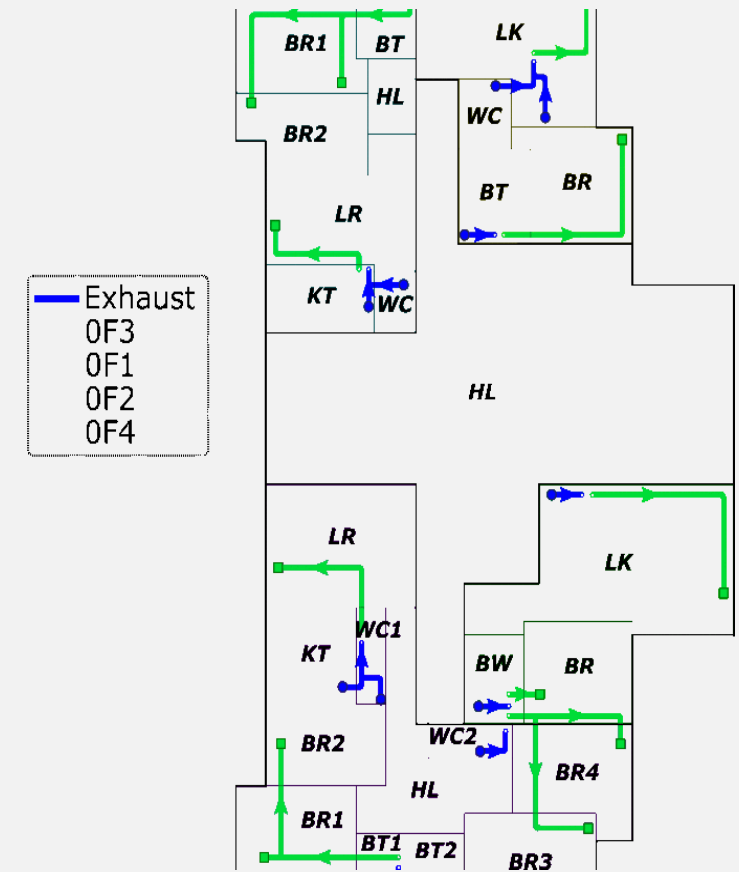 BR1
BT
LK
HL
WC
BR2
BT
BR
LR
KT
WC
Exhaust
0F3
0F1
0F2
0F4
HL
LR
LK
WC1
KT
BW
BR
BR2
WC2
BR4
HL
BR1
BT1
BT2
BR3